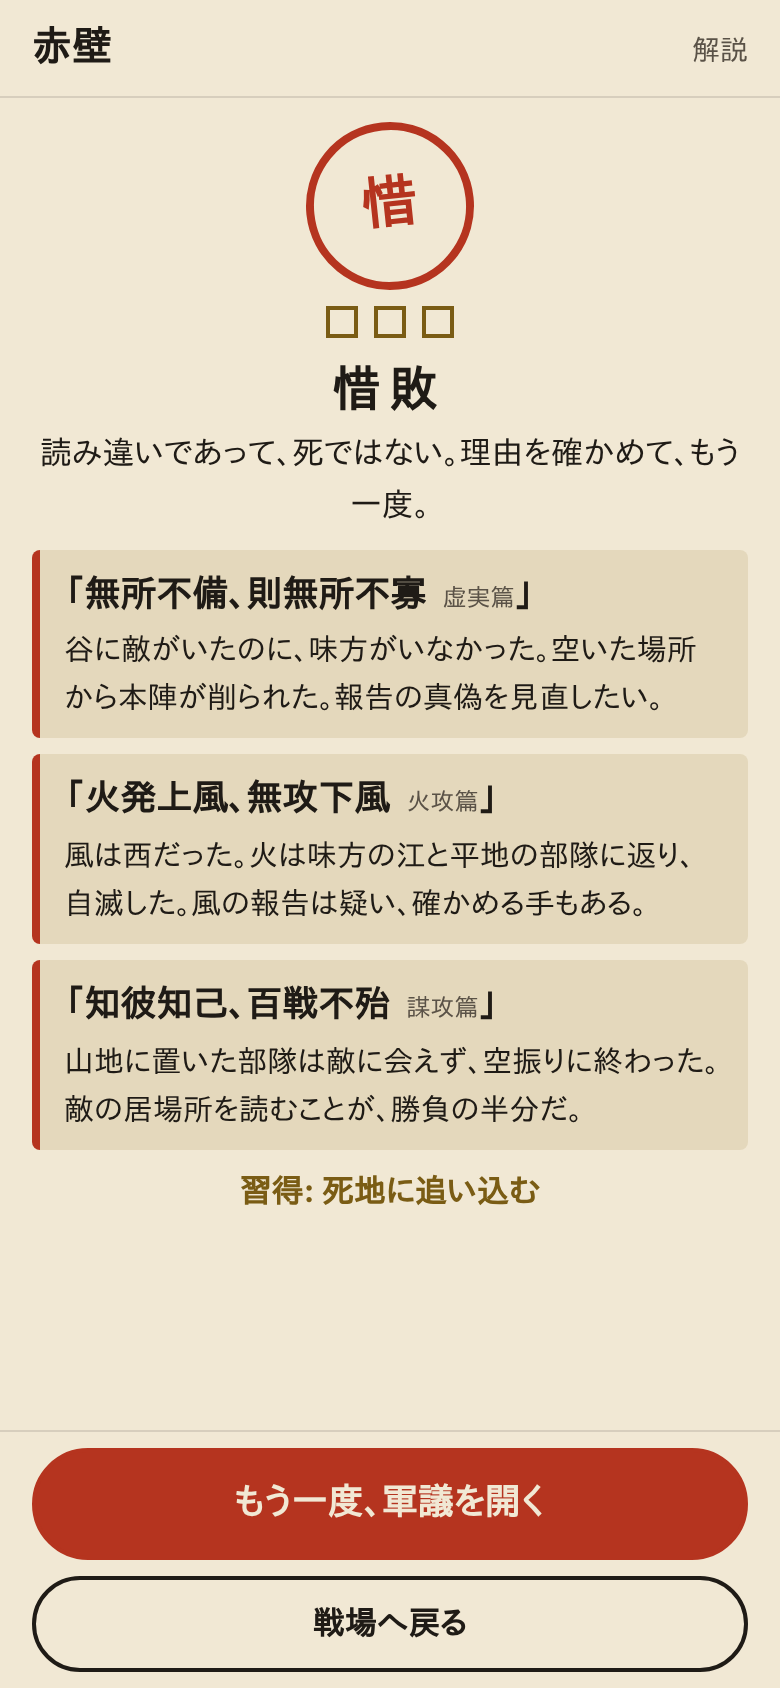 赤壁
解説
惜
惜敗
読み違いであって、死ではない。理由を確かめて、もう
一度。
「無所不備、則無所不寡 虚実篇」
谷に敵がいたのに、味方がいなかった。空いた場所
から本陣が削られた。報告の真偽を見直したい。
「火発上風、無攻下風 火攻篇」
風は西だった。火は味方の江と平地の部隊に返り、
自滅した。風の報告は疑い、確かめる手もある。
「知彼知己、百戦不殆 謀攻篇」
山地に置いた部隊は敵に会えず、空振りに終わった。
敵の居場所を読むことが、勝負の半分だ。
習得: 死地に追い込む
もう一度、軍議を開く
戦場へ戻る